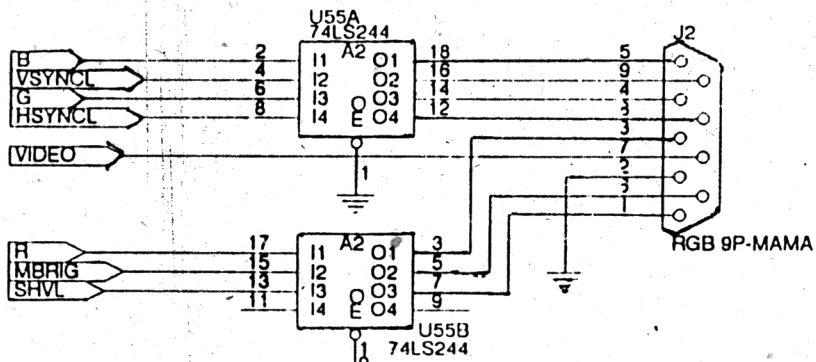 U55A
74LS244
J2
B 2 I1 A2 O1 18 5
VSYNCL 4 I2 O2 16 9
G 6 I3 O O3 14 4
HSYNCL 8 I4 E O4 12
3
VIDEO 7
1
2
1
R 17 I1 A2 O1 3
MBRIG 15 I2 O2 5
SHVL 13 I3 O O3 7
11 I4 E O4 9
RGB 9P-MAMA
U55B
74LS244
1